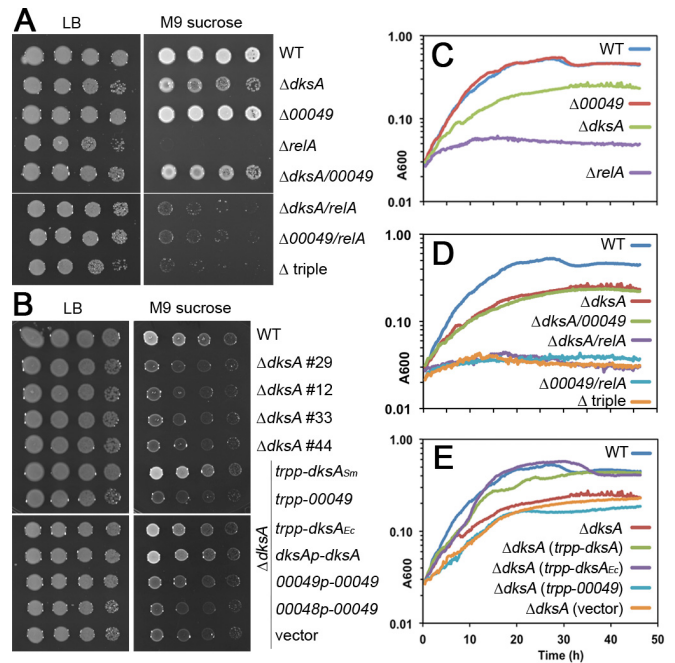 A
LB
M9 sucrose
WT
ΔdksA
Δ00049
ΔrelA
ΔdksA/00049
ΔdksA/relA
Δ00049/relA
Δ triple
B
LB
M9 sucrose
WT
ΔdksA #29
ΔdksA #12
ΔdksA #33
ΔdksA #44
ΔdksA
trpp-dksASm
trpp-00049
trpp-dksAEc
dksAp-dksA
00049p-00049
00048p-00049
vector
C
1.00
0.10
0.01
A600
WT
Δ00049
ΔdksA
ΔrelA
D
1.00
0.10
0.01
A600
WT
ΔdksA
ΔdksA/00049
ΔdksA/relA
Δ00049/relA
Δ triple
E
1.00
0.10
0.01
A600
WT
ΔdksA
ΔdksA (trpp-dksA)
ΔdksA (trpp-dksAEc)
ΔdksA (trpp-00049)
ΔdksA (vector)
0 10 20 30 40 50
Time (h)